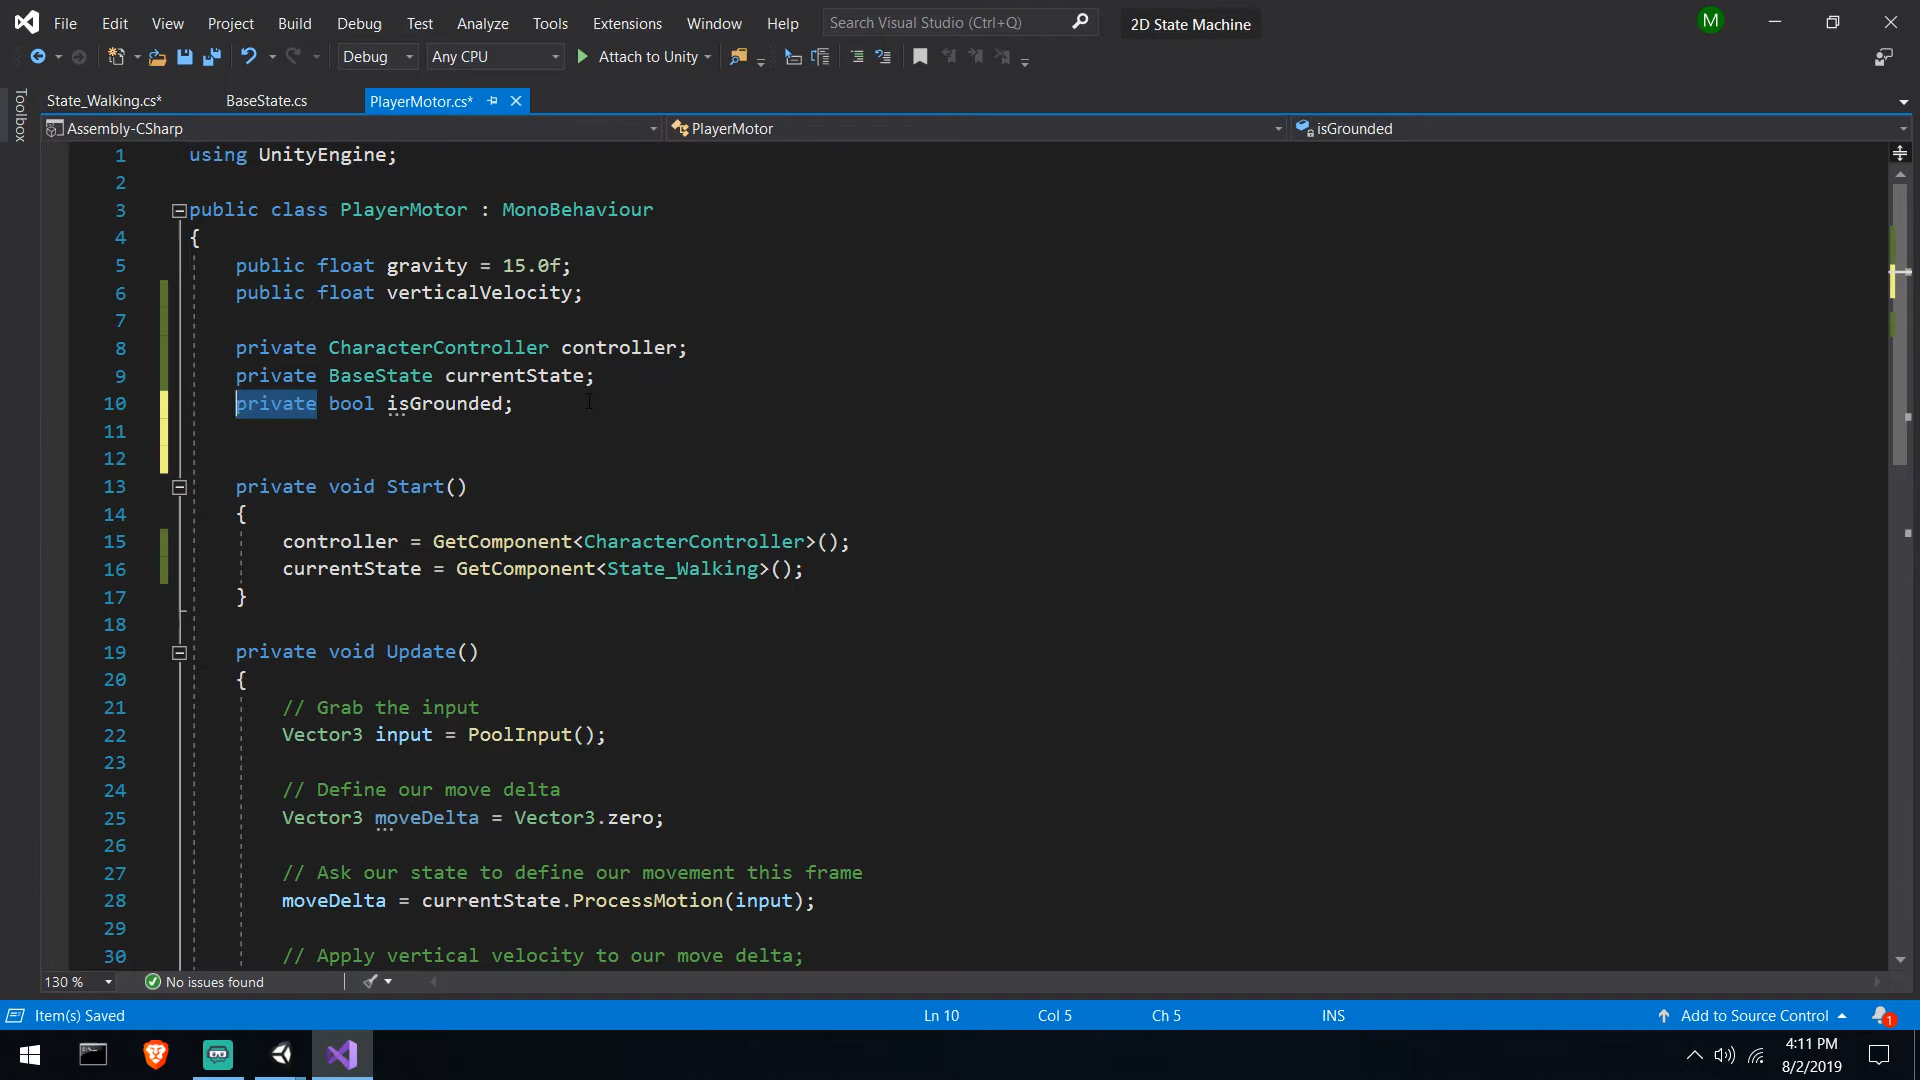 File Edit View Project Build Debug Test Analyze Tools Extensions Window Help Search Visual Studio (Ctrl+Q) 2D State Machine M
Debug Any CPU Attach to Unity
Toolbox
State_Walking.cs* BaseState.cs PlayerMotor.cs*
Assembly-CSharp PlayerMotor isGrounded
1 using UnityEngine;
2
3 public class PlayerMotor : MonoBehaviour
4 {
5 public float gravity = 15.0f;
6 public float verticalVelocity;
7
8 private CharacterController controller;
9 private BaseState currentState;
10 private bool isGrounded;
11
12
13 private void Start()
14 {
15 controller = GetComponent<CharacterController>();
16 currentState = GetComponent<State_Walking>();
17 }
18
19 private void Update()
20 {
21 // Grab the input
22 Vector3 input = PoolInput();
23
24 // Define our move delta
25 Vector3 moveDelta = Vector3.zero;
26
27 // Ask our state to define our movement this frame
28 moveDelta = currentState.ProcessMotion(input);
29
30 // Apply vertical velocity to our move delta;
130 % No issues found
Item(s) Saved Ln 10 Col 5 Ch 5 INS Add to Source Control 1
4:11 PM
8/2/2019